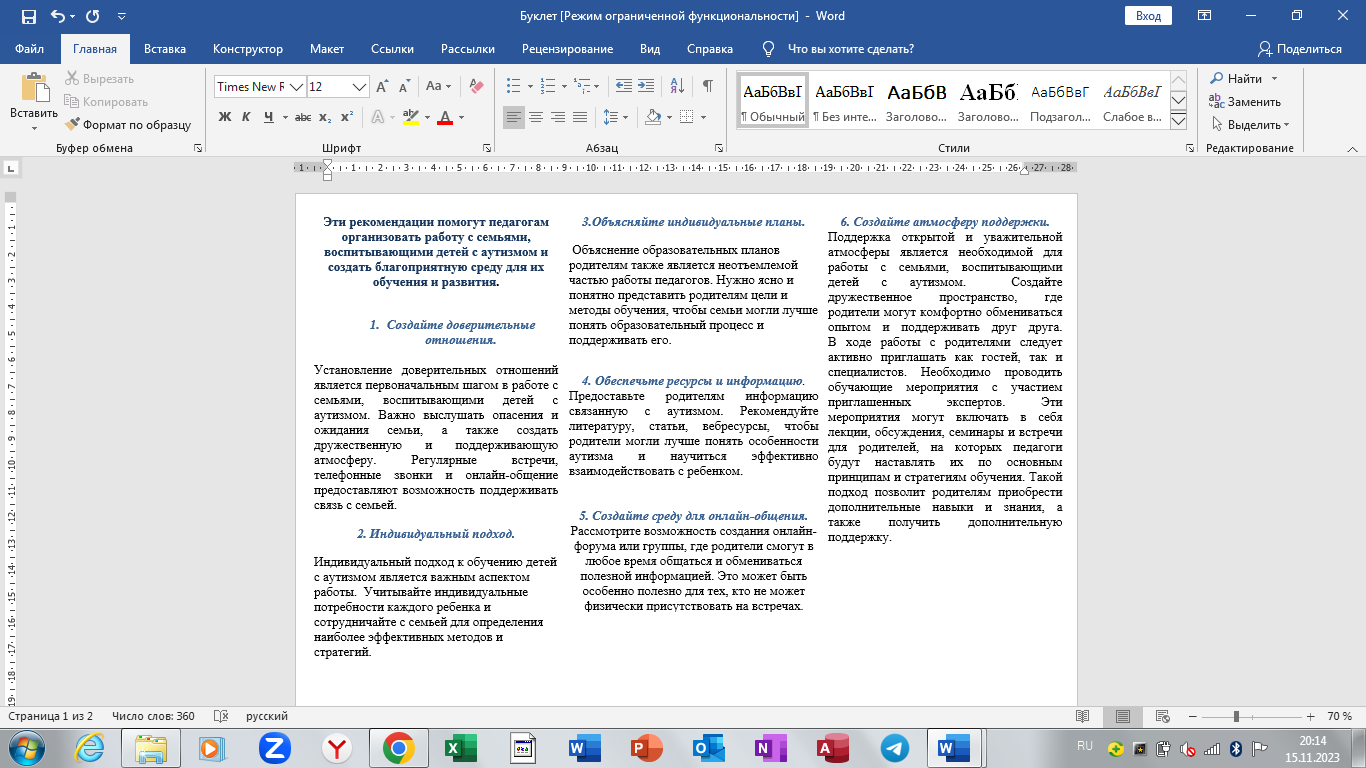 Буклет [Режим ограниченной функциональности] - Word
Вход
Файл Главная Вставка Конструктор Макет Ссылки Рассылки Рецензирование Вид Справка Что вы хотите сделать? Поделиться
Вставить
Вырезать
Копировать
Формат по образцу
Буфер обмена
Times New R 12
Ж К Ч abc x₂ x²
Шрифт
Абзац
АаБбВвІ АаБбВвІ АаБбВ АаБбІ АаБбВвГ АаБбВвІ
¶ Обычный ¶ Без инте... Заголово... Заголово... Подзагол... Слабое в...
Стили
Найти
Заменить
Выделить
Редактирование
Эти рекомендации помогут педагогам
организовать работу с семьями,
воспитывающими детей с аутизмом и
создать благоприятную среду для их
обучения и развития.
1. Создайте доверительные
отношения.
Установление доверительных отношений
является первоначальным шагом в работе с
семьями, воспитывающими детей с
аутизмом. Важно выслушать опасения и
ожидания семьи, а также создать
дружественную и поддерживающую
атмосферу. Регулярные встречи,
телефонные звонки и онлайн-общение
предоставляют возможность поддерживать
связь с семьей.
2. Индивидуальный подход.
Индивидуальный подход к обучению детей
с аутизмом является важным аспектом
работы. Учитывайте индивидуальные
потребности каждого ребенка и
сотрудничайте с семьей для определения
наиболее эффективных методов и
стратегий.
3.Объясняйте индивидуальные планы.
Объяснение образовательных планов
родителям также является неотъемлемой
частью работы педагогов. Нужно ясно и
понятно представить родителям цели и
методы обучения, чтобы семьи могли лучше
понять образовательный процесс и
поддерживать его.
4. Обеспечьте ресурсы и информацию.
Предоставьте родителям информацию
связанную с аутизмом. Рекомендуйте
литературу, статьи, вебресурсы, чтобы
родители могли лучше понять особенности
аутизма и научиться эффективно
взаимодействовать с ребенком.
5. Создайте среду для онлайн-общения.
Рассмотрите возможность создания онлайн-
форума или группы, где родители смогут в
любое время общаться и обмениваться
полезной информацией. Это может быть
особенно полезно для тех, кто не может
физически присутствовать на встречах.
6. Создайте атмосферу поддержки.
Поддержка открытой и уважительной
атмосферы является необходимой для
работы с семьями, воспитывающими
детей с аутизмом. Создайте
дружественное пространство, где
родители могут комфортно обмениваться
опытом и поддерживать друг друга.
В ходе работы с родителями следует
активно приглашать как гостей, так и
специалистов. Необходимо проводить
обучающие мероприятия с участием
приглашенных экспертов. Эти
мероприятия могут включать в себя
лекции, обсуждения, семинары и встречи
для родителей, на которых педагоги
будут наставлять их по основным
принципам и стратегиям обучения. Такой
подход позволит родителям приобрести
дополнительные навыки и знания, а
также получить дополнительную
поддержку.
Страница 1 из 2 Число слов: 360 русский 70 %
RU
20:14
15.11.2023